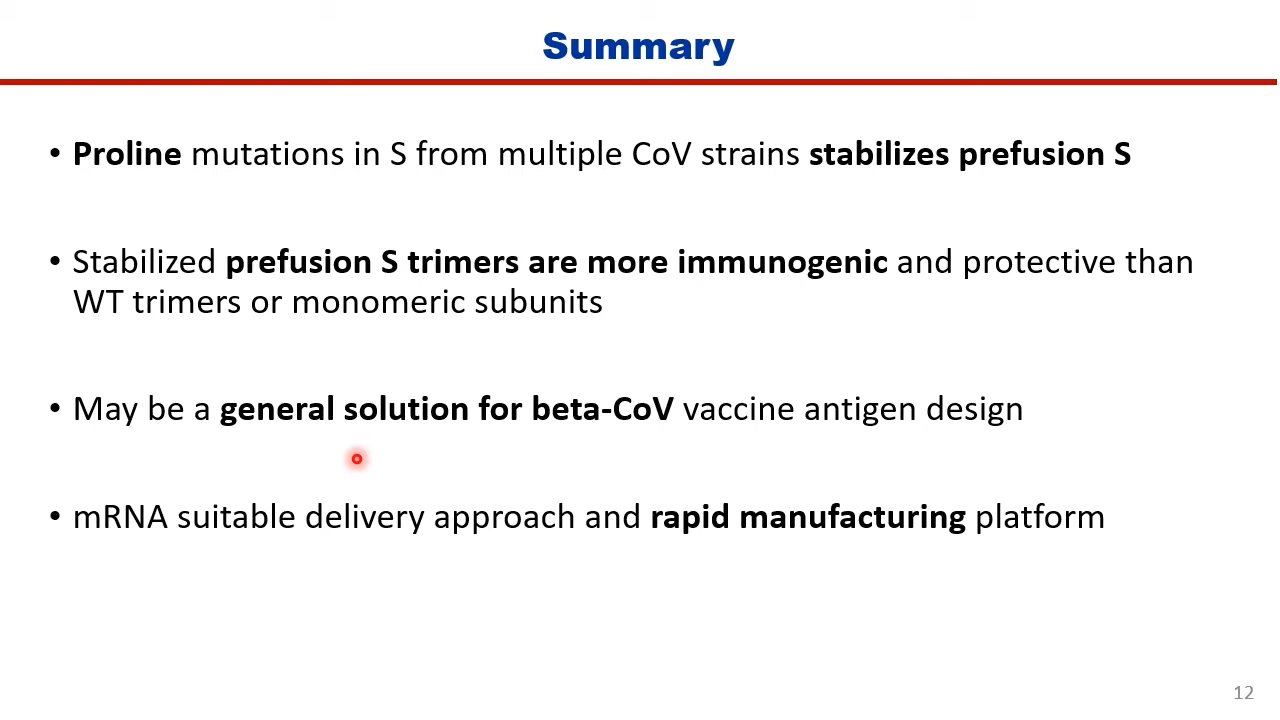 Summary
• Proline mutations in S from multiple CoV strains stabilizes prefusion S
• Stabilized prefusion S trimers are more immunogenic and protective than
WT trimers or monomeric subunits
• May be a general solution for beta-CoV vaccine antigen design
• mRNA suitable delivery approach and rapid manufacturing platform
12